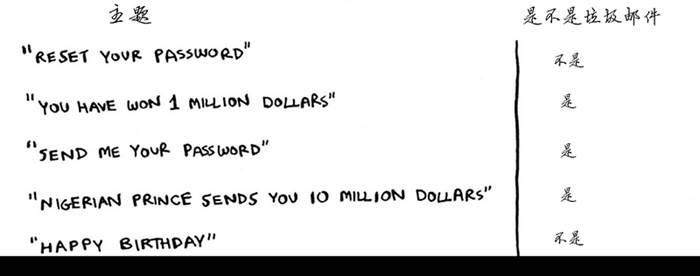 主题 是不是垃圾邮件
"RESET YOUR PASSWORD" 不是
"YOU HAVE WON 1 MILLION DOLLARS" 是
"SEND ME YOUR PASSWORD" 是
"NIGERIAN PRINCE SENDS YOU 10 MILLION DOLLARS" 是
"HAPPY BIRTHDAY" 不是